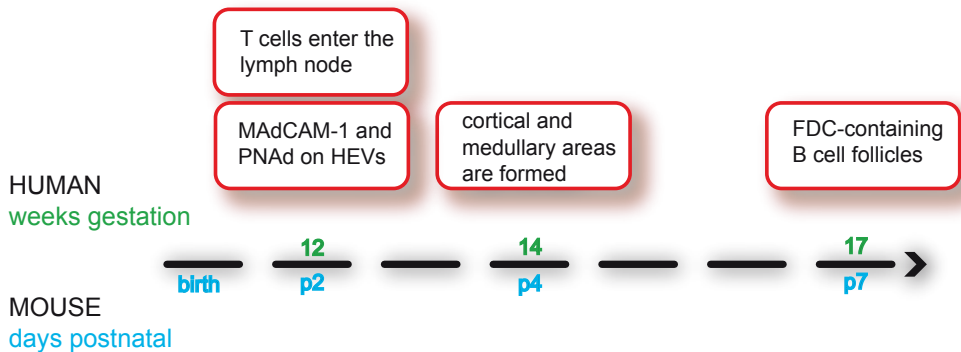 T cells enter the
lymph node
MAdCAM-1 and
PNAd on HEVs
cortical and
medullary areas
are formed
FDC-containing
B cell follicles
HUMAN
weeks gestation
12
14
17
birth
p2
p4
p7
MOUSE
days postnatal